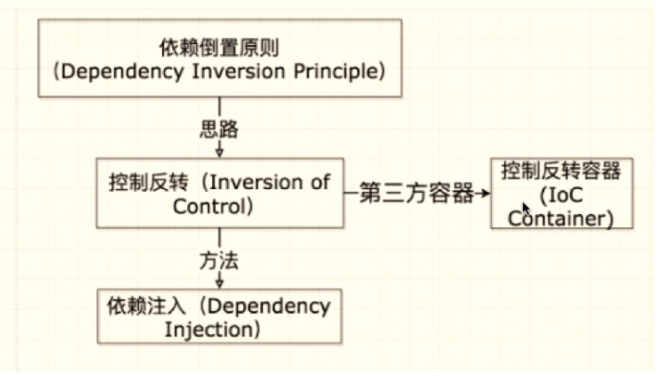 依赖倒置原则
（Dependency Inversion Principle）
思路
控制反转（Inversion of
Control）
第三方容器
控制反转容器
（IoC
Container）
方法
依赖注入（Dependency
Injection）